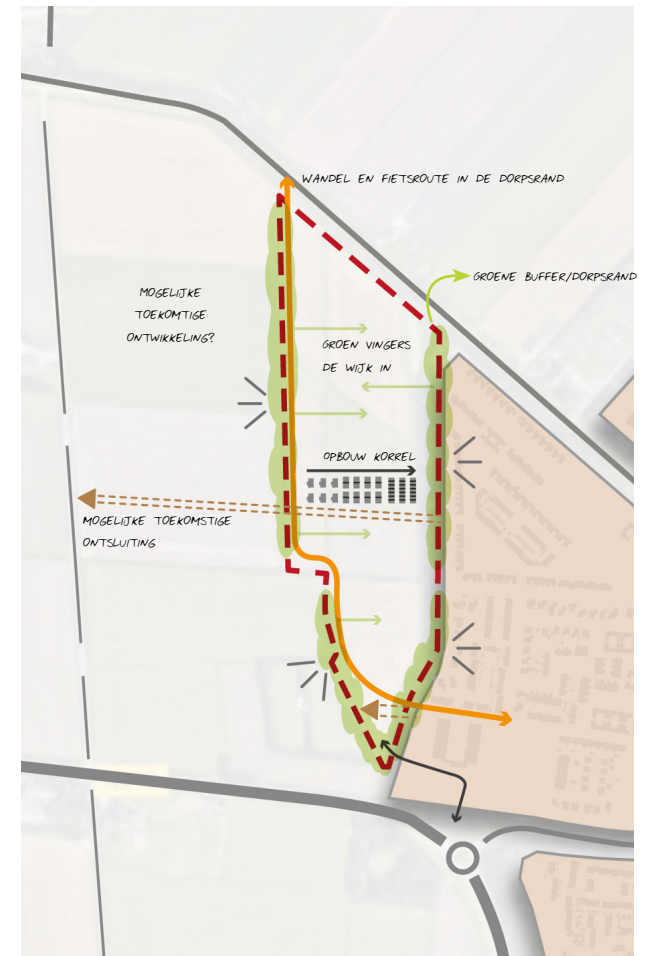 WANDEL EN FIETSROUTE IN DE DORPSRAND
GROENE BUFFER/DORPSRAND
MOGELIJKE
TOEKOMTIGE
ONTWIKKELING?
GROEN VINGERS
DE WIJK IN
OPBOUW KORREL
MOGELIJKE TOEKOMSTIGE
ONTSLUITING